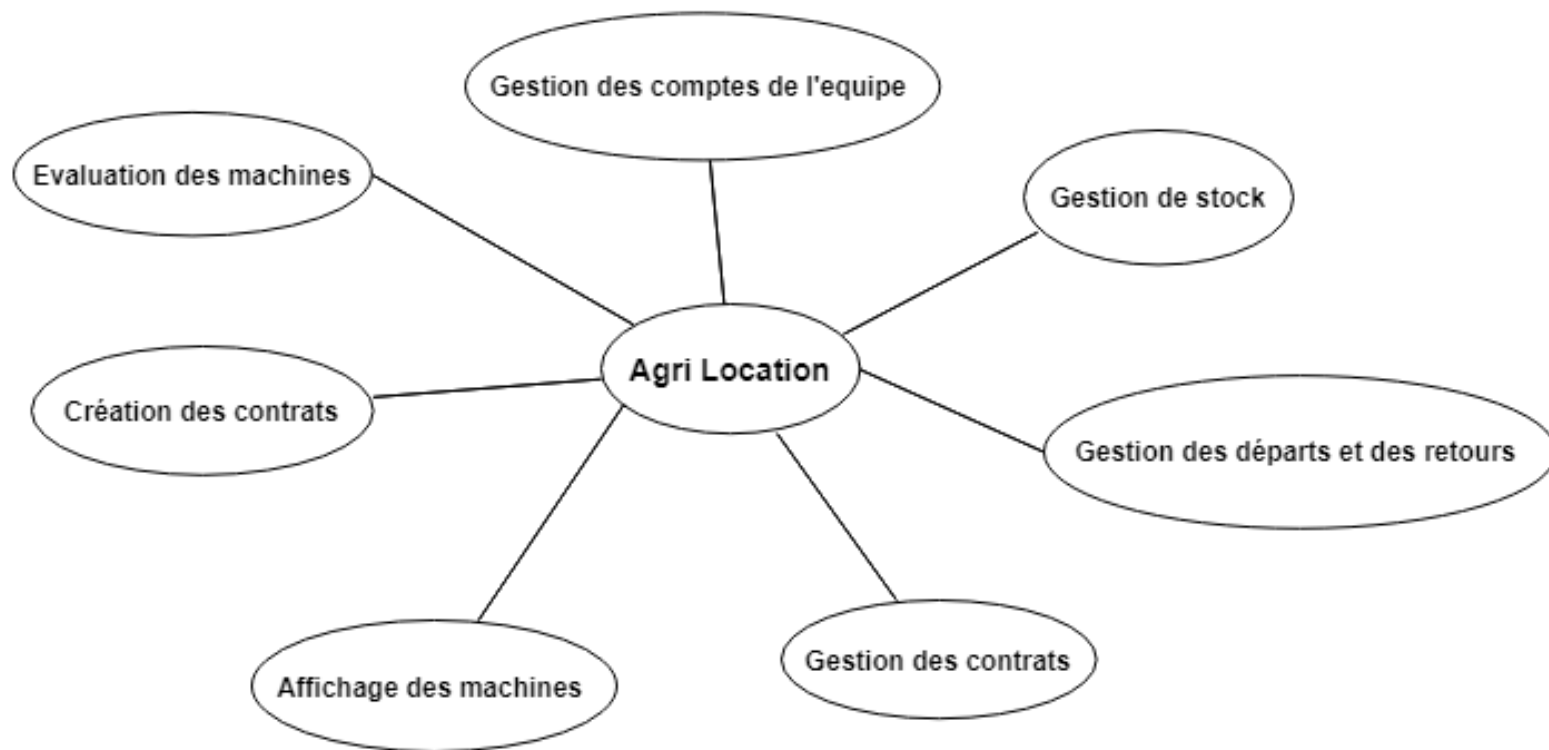 Gestion des comptes de l'equipe
Evaluation des machines
Gestion de stock
Agri Location
Création des contrats
Gestion des départs et des retours
Affichage des machines
Gestion des contrats